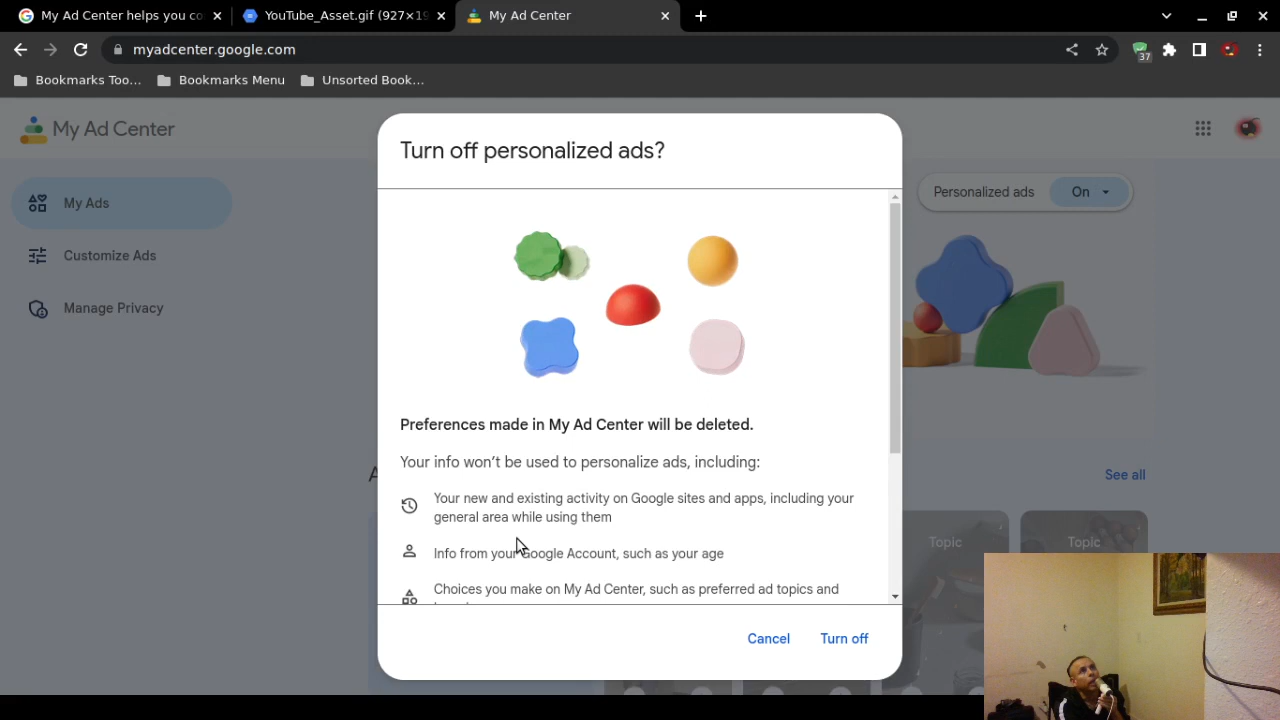 My Ad Center helps you co
YouTube_Asset.gif (927×19
My Ad Center
myadcenter.google.com
37
Bookmarks Too...
Bookmarks Menu
Unsorted Book...
My Ad Center
My Ads
Customize Ads
Manage Privacy
Personalized ads
On
See all
Topic
Topic
Turn off personalized ads?
Preferences made in My Ad Center will be deleted.
Your info won't be used to personalize ads, including:
Your new and existing activity on Google sites and apps, including your
general area while using them
Info from your Google Account, such as your age
Choices you make on My Ad Center, such as preferred ad topics and
Cancel
Turn off